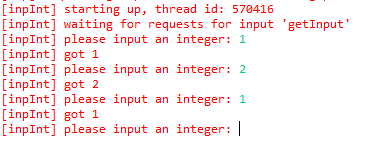 [inpInt] starting up, thread id: 570416
[inpInt] waiting for requests for input 'getInput'
[inpInt] please input an integer: 1
[inpInt] got 1
[inpInt] please input an integer: 2
[inpInt] got 2
[inpInt] please input an integer: 1
[inpInt] got 1
[inpInt] please input an integer: